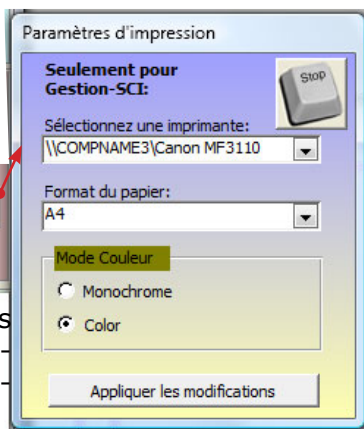 Paramètres d'impression
Seulement pour
Gestion-SCI:
Stop
Sélectionnez une imprimante:
\\COMPNAME3\Canon MF3110
Format du papier:
A4
Mode Couleur
Monochrome
Color
Appliquer les modifications